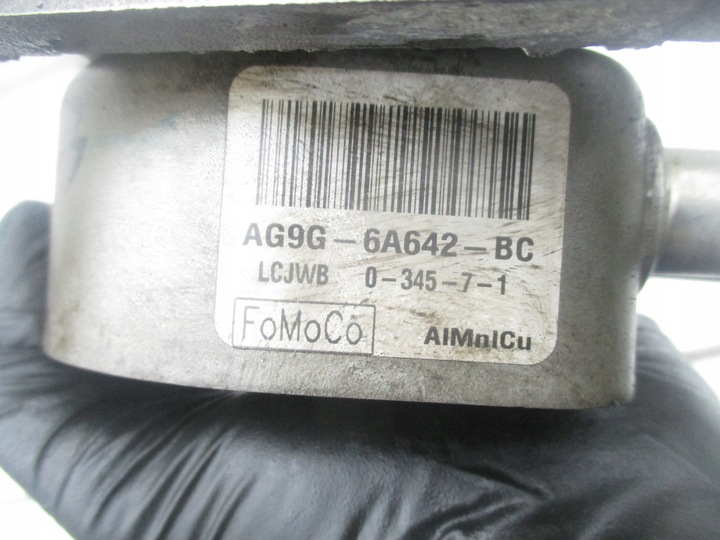 AG9G-6A642-BC
LCJWB 0-345-7-1
FoMoCo AlMnlCu